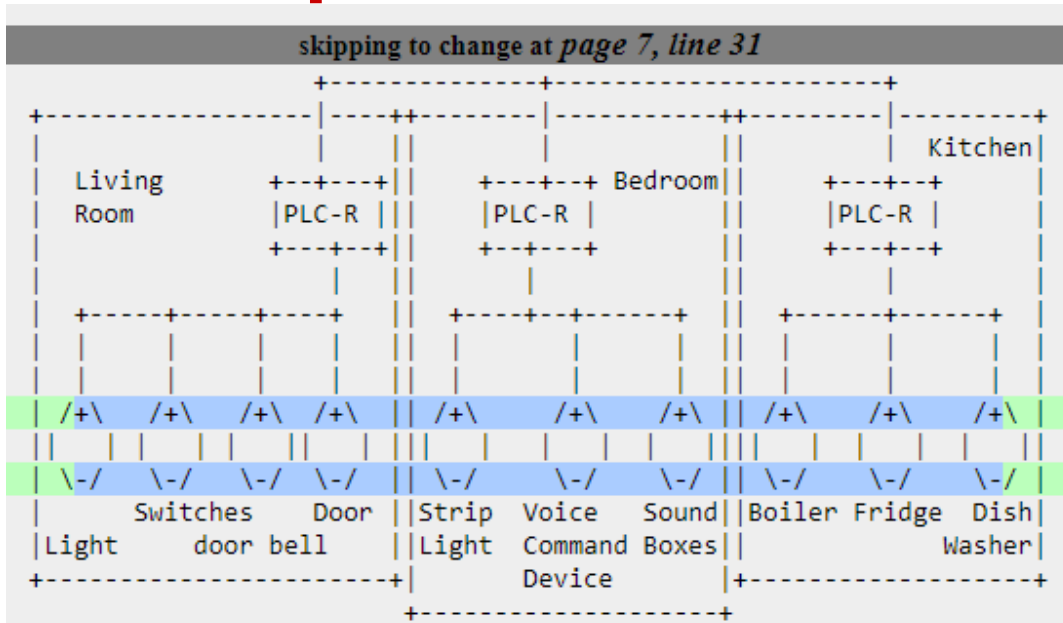 skipping to change at page 7, line 31
+--------------+---------------------+
+------------------|----++--------|-----------++---------|---------+
| | || | || | Kitchen|
| Living +--+---+|| +---+--+ Bedroom|| +---+--+ |
| Room |PLC-R ||| |PLC-R | || |PLC-R | |
| +---+--+|| +--+---+ || +---+--+ |
| | || | || | |
| +-----+-----+----+ || +----+--+------+ || +------+------+ |
| | | | | || | | | || | | | |
| | | | | || | | | || | | | |
| /+\ /+\ /+\ /+\ || /+\ /+\ /+\ || /+\ /+\ /+\ |
|| | | | | || | ||| | | | | ||| | | | | ||
| \-/ \-/ \-/ \-/ || \-/ \-/ \-/ || \-/ \-/ \-/ |
| Switches Door ||Strip Voice Sound||Boiler Fridge Dish|
|Light door bell ||Light Command Boxes|| Washer|
+------------------------+| Device |+--------------------+
+--------------------+